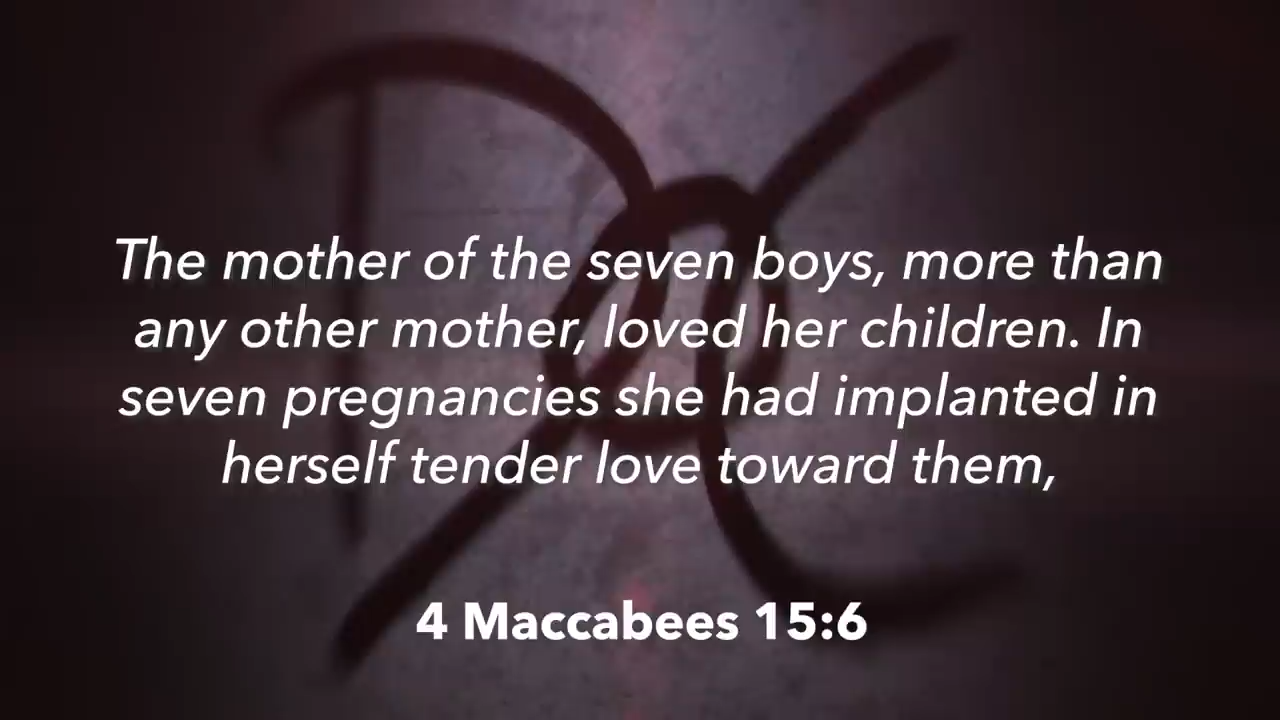 The mother of the seven boys, more than
any other mother, loved her children. In
seven pregnancies she had implanted in
herself tender love toward them,
4 Maccabees 15:6